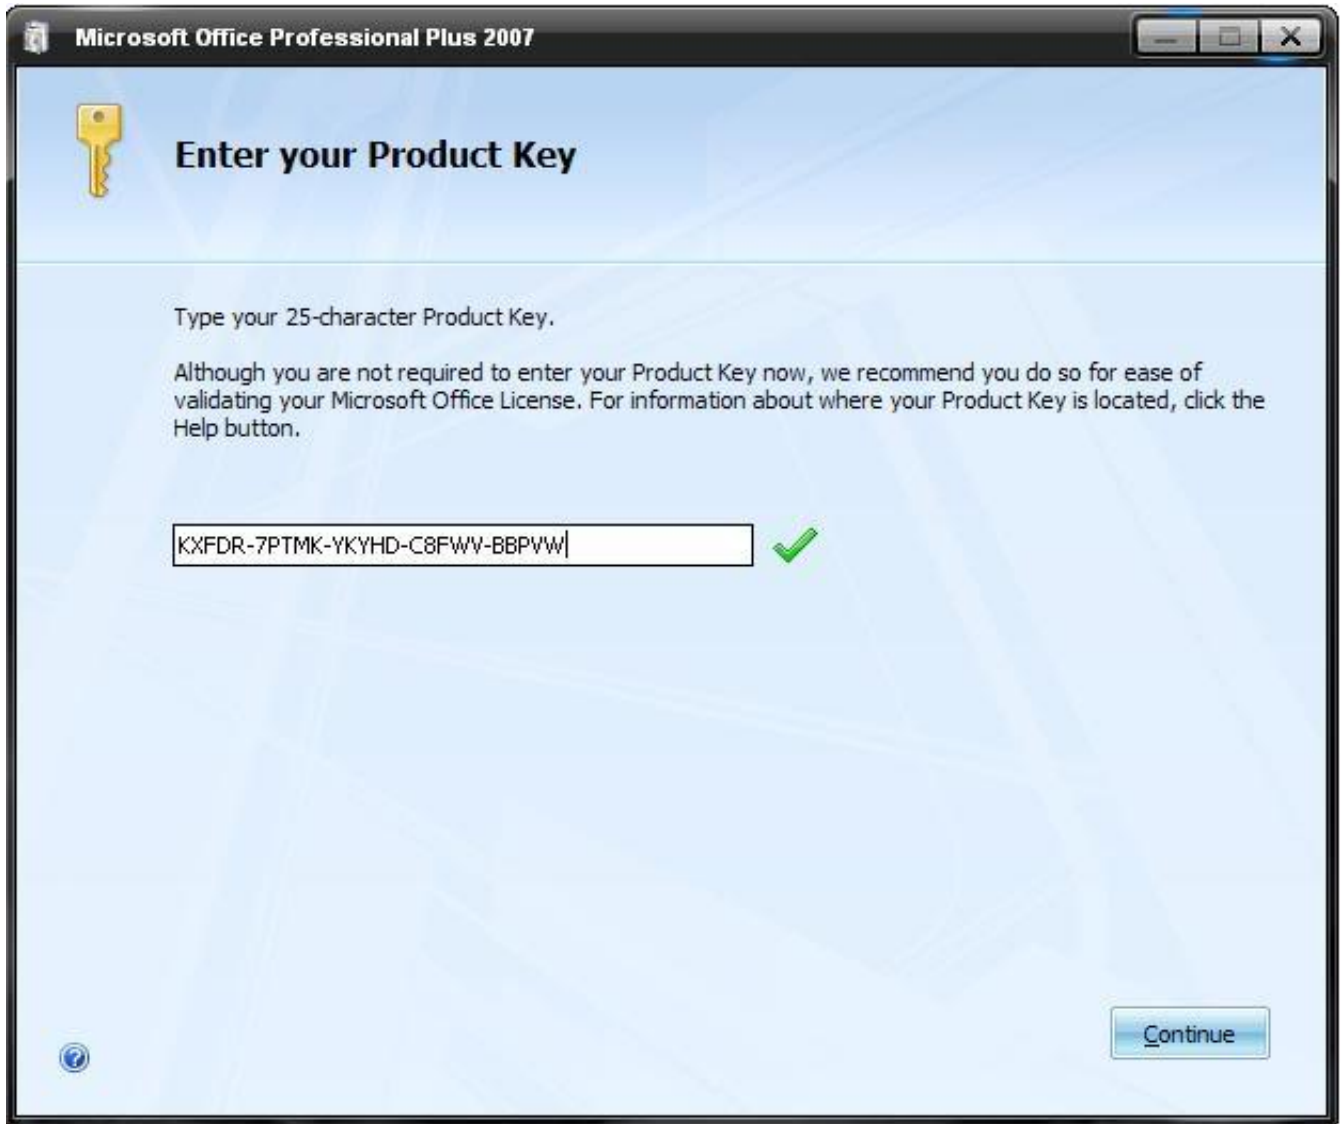 Microsoft Office Professional Plus 2007
Enter your Product Key
Type your 25-character Product Key.
Although you are not required to enter your Product Key now, we recommend you do so for ease of
validating your Microsoft Office License. For information about where your Product Key is located, click the
Help button.
KXFDR-7PTMK-YKYHD-C8FWV-BBPVW
Continue